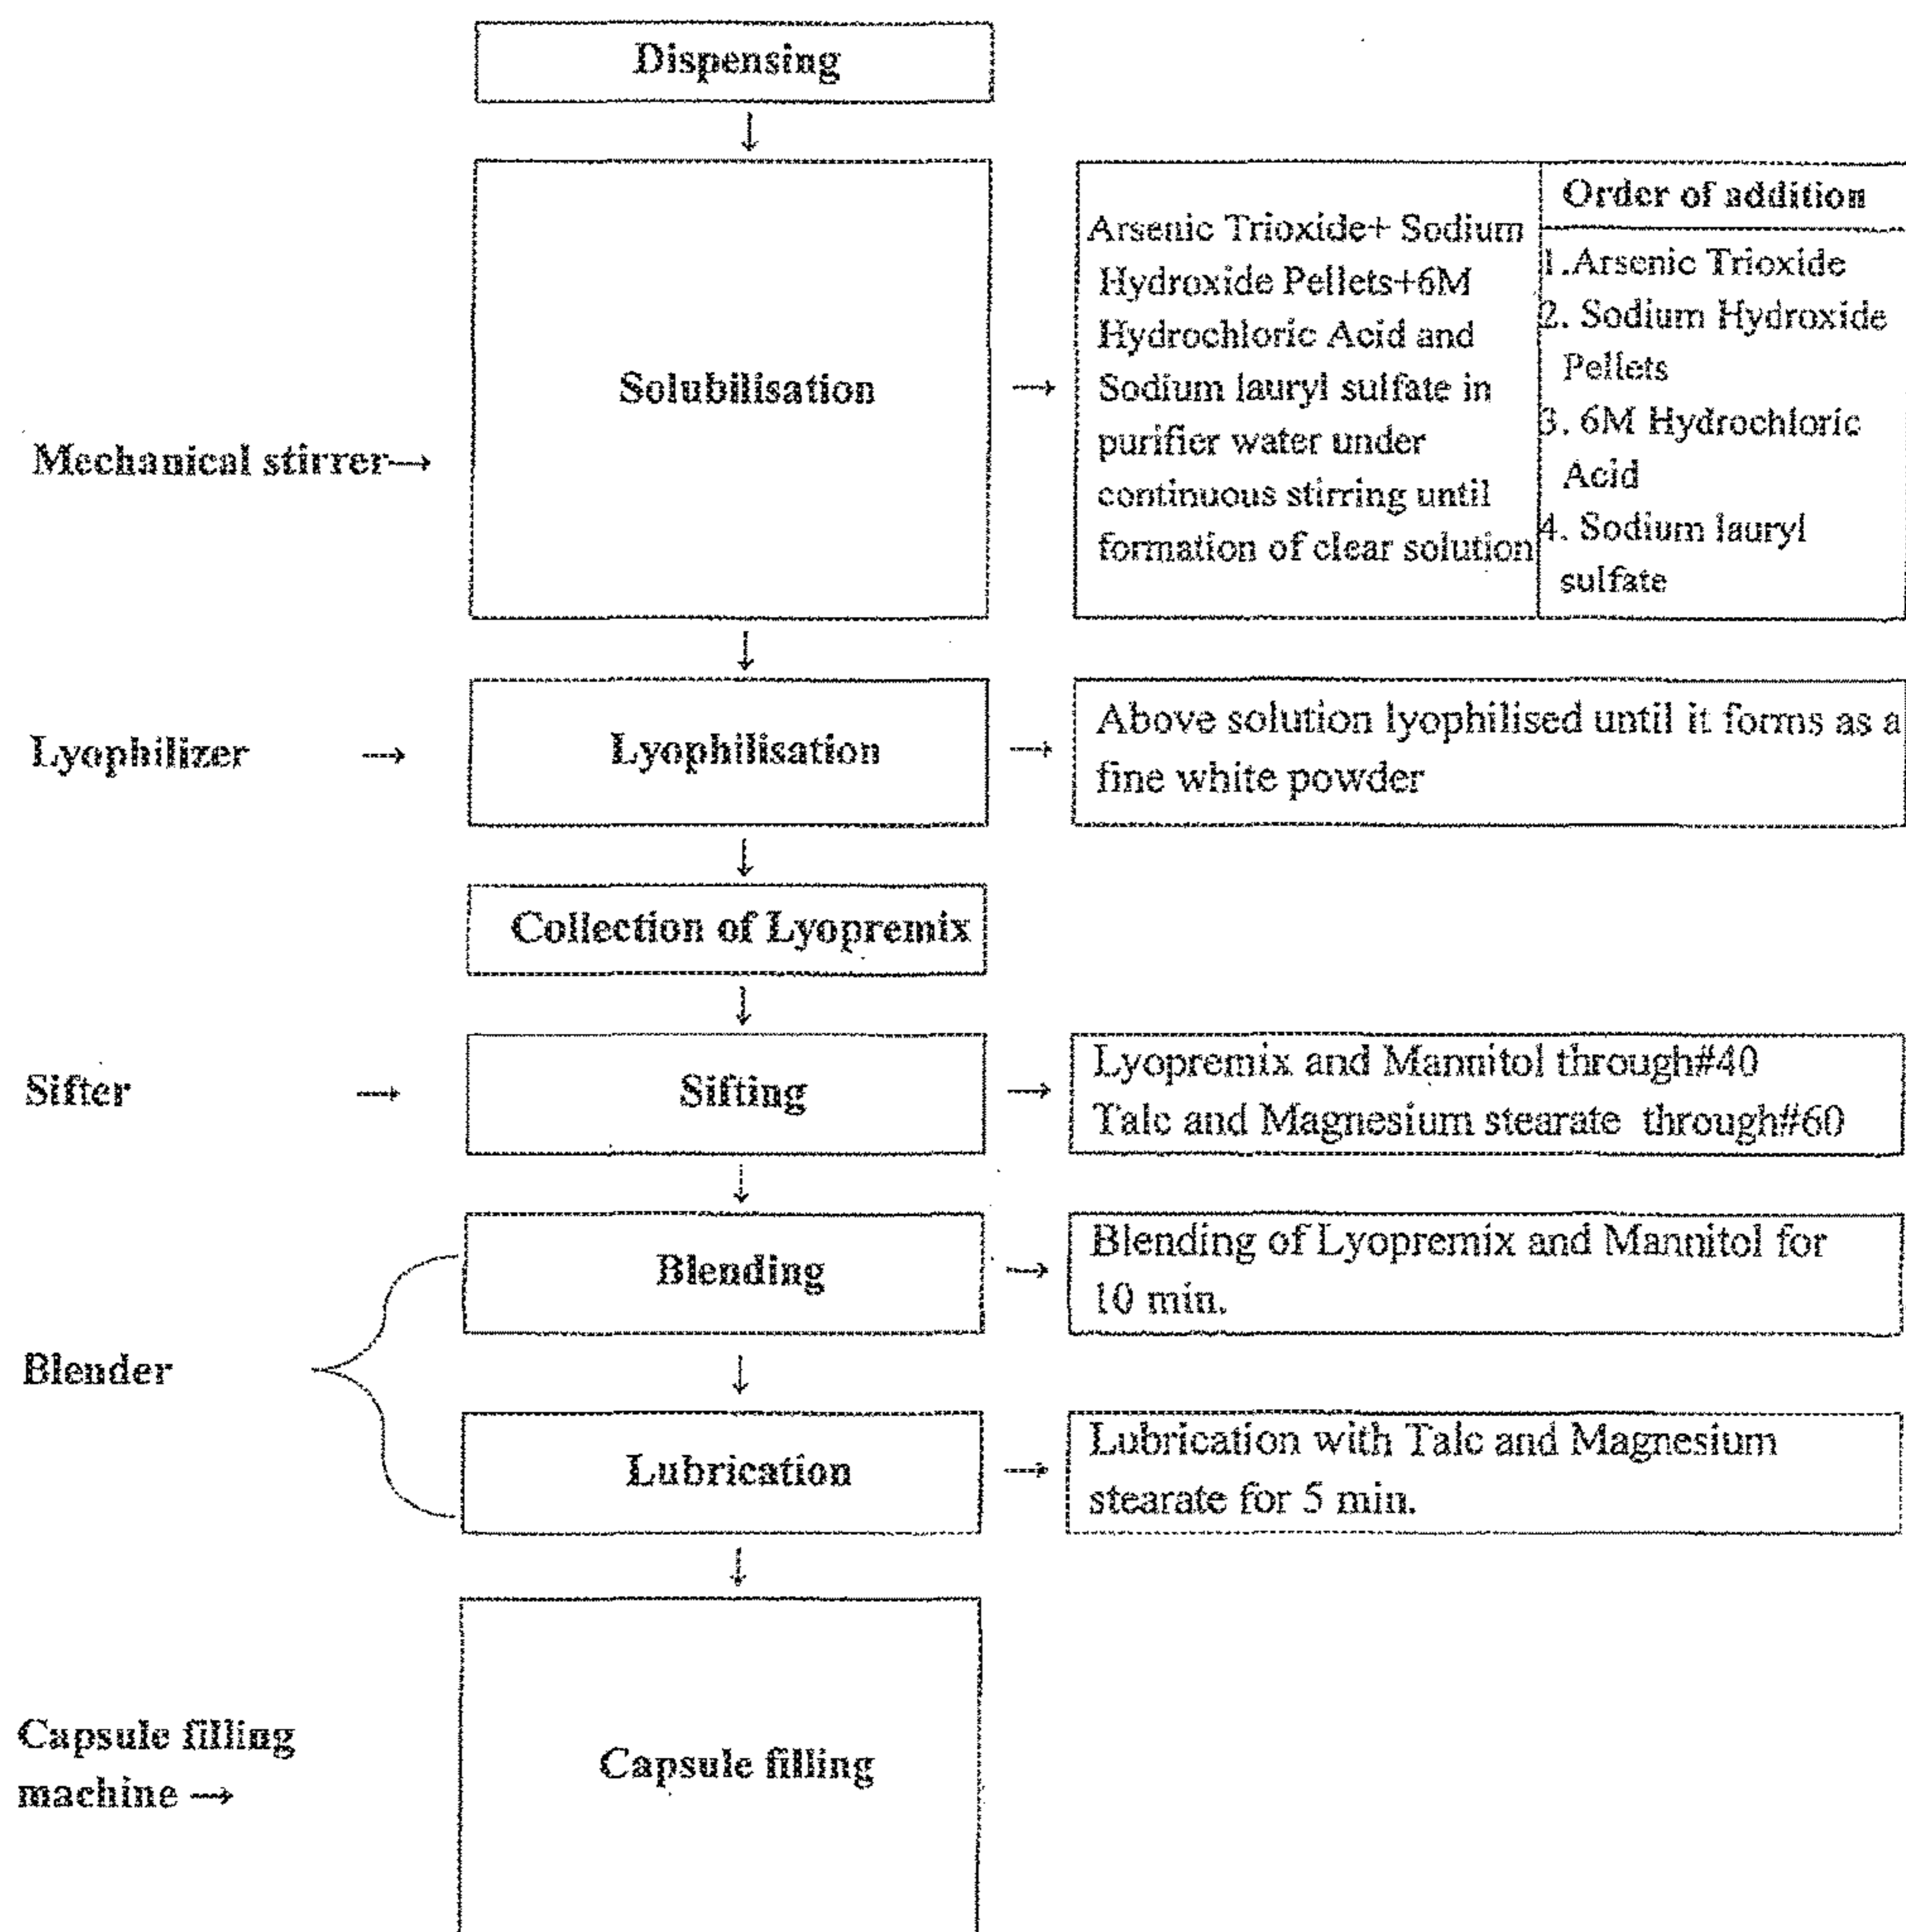 Dispensing
↓
Mechanical stirrer→
Solubilisation
→
Arsenic Trioxide+ Sodium
Hydroxide Pellets+6M
Hydrochloric Acid and
Sodium lauryl sulfate in
purifier water under
continuous stirring until
formation of clear solution
Order of addition
1.Arsenic Trioxide
2. Sodium Hydroxide
Pellets
3. 6M Hydrochloric
Acid
4. Sodium lauryl
sulfate
↓
Lyophilizer →
Lyophilisation
→
Above solution lyophilised until it forms as a
fine white powder
↓
Collection of Lyopremix
↓
Sifter →
Sifting
→
Lyopremix and Mannitol through#40
Talc and Magnesium stearate through#60
↓
Blender
Blending
→
Blending of Lyopremix and Mannitol for
10 min.
↓
Lubrication
→
Lubrication with Talc and Magnesium
stearate for 5 min.
↓
Capsule filling
machine →
Capsule filling